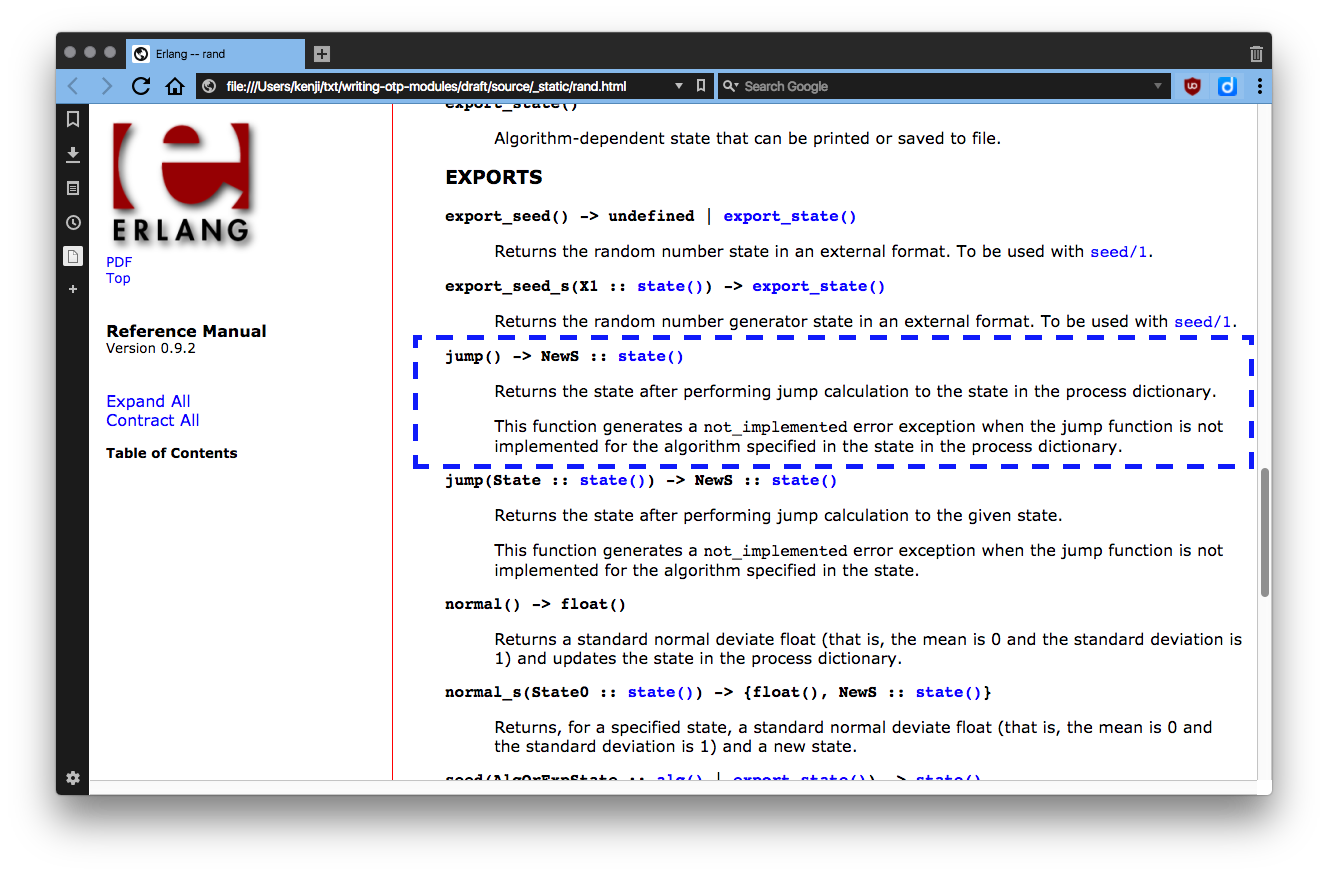 Erlang -- rand
file:///Users/kenji/txt/writing-otp-modules/draft/source/_static/rand.html
Search Google
ERLANG
PDF
Top
Reference Manual
Version 0.9.2
Expand All
Contract All
Table of Contents
export_state()
Algorithm-dependent state that can be printed or saved to file.
EXPORTS
export_seed() -> undefined | export_state()
Returns the random number state in an external format. To be used with seed/1.
export_seed_s(X1 :: state()) -> export_state()
Returns the random number generator state in an external format. To be used with seed/1.
jump() -> NewS :: state()
Returns the state after performing jump calculation to the state in the process dictionary.
This function generates a not_implemented error exception when the jump function is not
implemented for the algorithm specified in the state in the process dictionary.
jump(State :: state()) -> NewS :: state()
Returns the state after performing jump calculation to the given state.
This function generates a not_implemented error exception when the jump function is not
implemented for the algorithm specified in the state.
normal() -> float()
Returns a standard normal deviate float (that is, the mean is 0 and the standard deviation is
1) and updates the state in the process dictionary.
normal_s(State0 :: state()) -> {float(), NewS :: state()}
Returns, for a specified state, a standard normal deviate float (that is, the mean is 0 and
the standard deviation is 1) and a new state.
seed(AlgOrExpState :: alg() | export_state()) -> state()